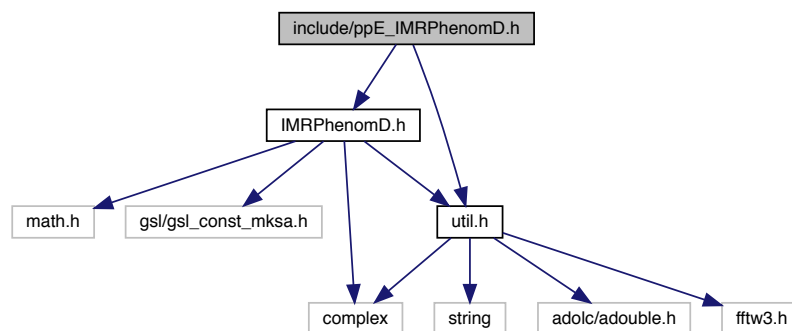 include/ppE_IMRPhenomD.h
IMRPhenomD.h
math.h
gsl/gsl_const_mksa.h
util.h
complex
string
adolc/adouble.h
fftw3.h